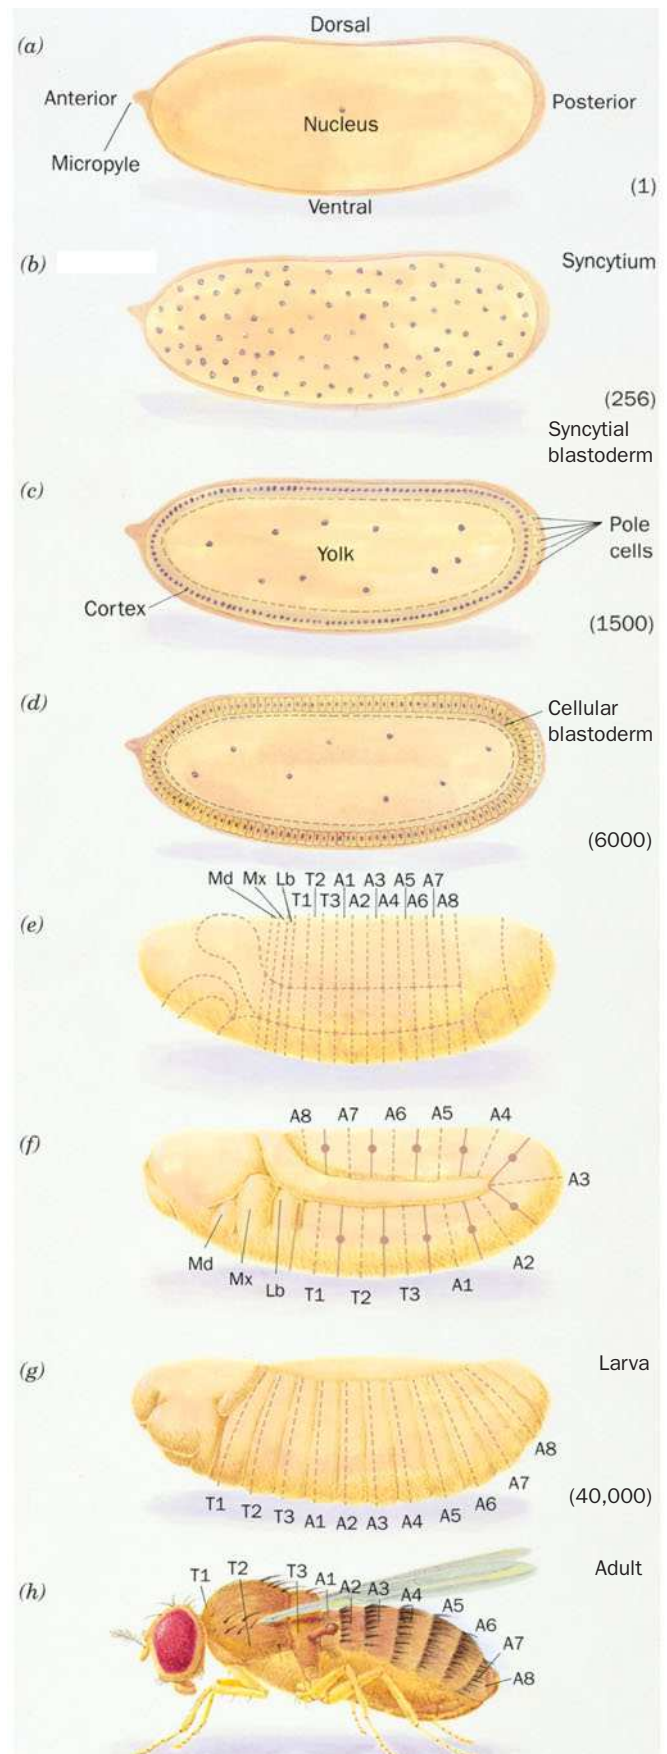 (a)
Dorsal
Anterior
Posterior
Nucleus
Micropyle
(1)
Ventral
(b)
Syncytium
(256)
Syncytial
blastoderm
(c)
Pole
cells
Yolk
Cortex
(1500)
(d)
Cellular
blastoderm
(6000)
Md Mx Lb T2 A1 A3 A5 A7
T1 T3 A2 A4 A6 A8
(e)
A8 A7 A6 A5 A4
(f)
A3
Md
Mx
Lb
T1 T2 T3 A1 A2
(g)
Larva
A8
A7
(40,000)
T1 T2 T3 A1 A2 A3 A4 A5 A6
Adult
(h)
T1 T2 T3 A1 A2 A3 A4 A5 A6 A7 A8